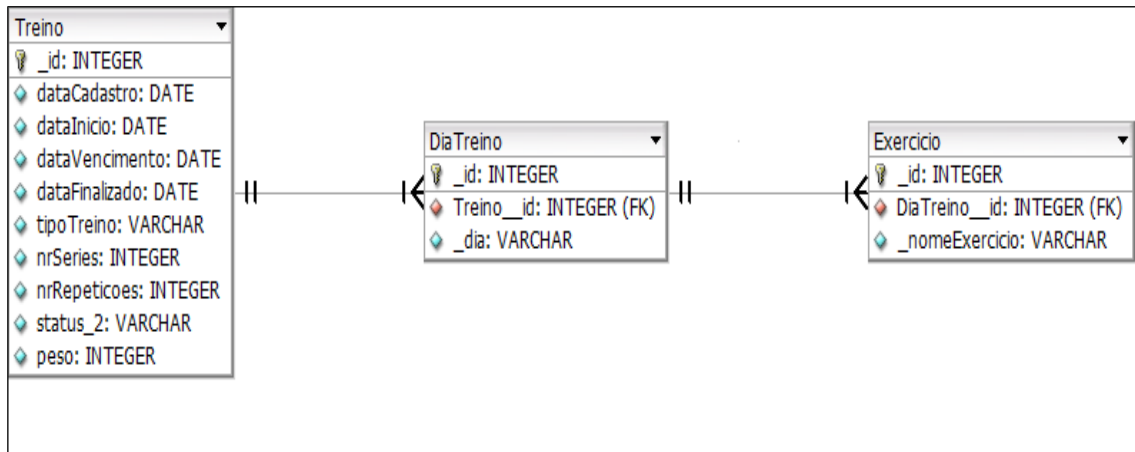 Treino
_id: INTEGER
dataCadastro: DATE
dataInicio: DATE
dataVencimento: DATE
dataFinalizado: DATE
tipoTreino: VARCHAR
nrSeries: INTEGER
nrRepeticoes: INTEGER
status_2: VARCHAR
peso: INTEGER
DiaTreino
_id: INTEGER
Treino__id: INTEGER (FK)
_dia: VARCHAR
Exercicio
_id: INTEGER
DiaTreino__id: INTEGER (FK)
_nomeExercicio: VARCHAR